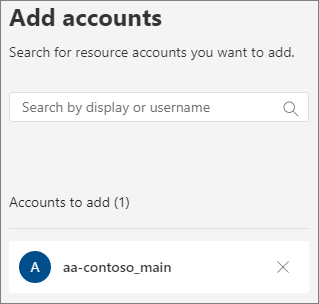 Add accounts
Search for resource accounts you want to add.
Search by display or username
Accounts to add (1)
A aa-contoso_main